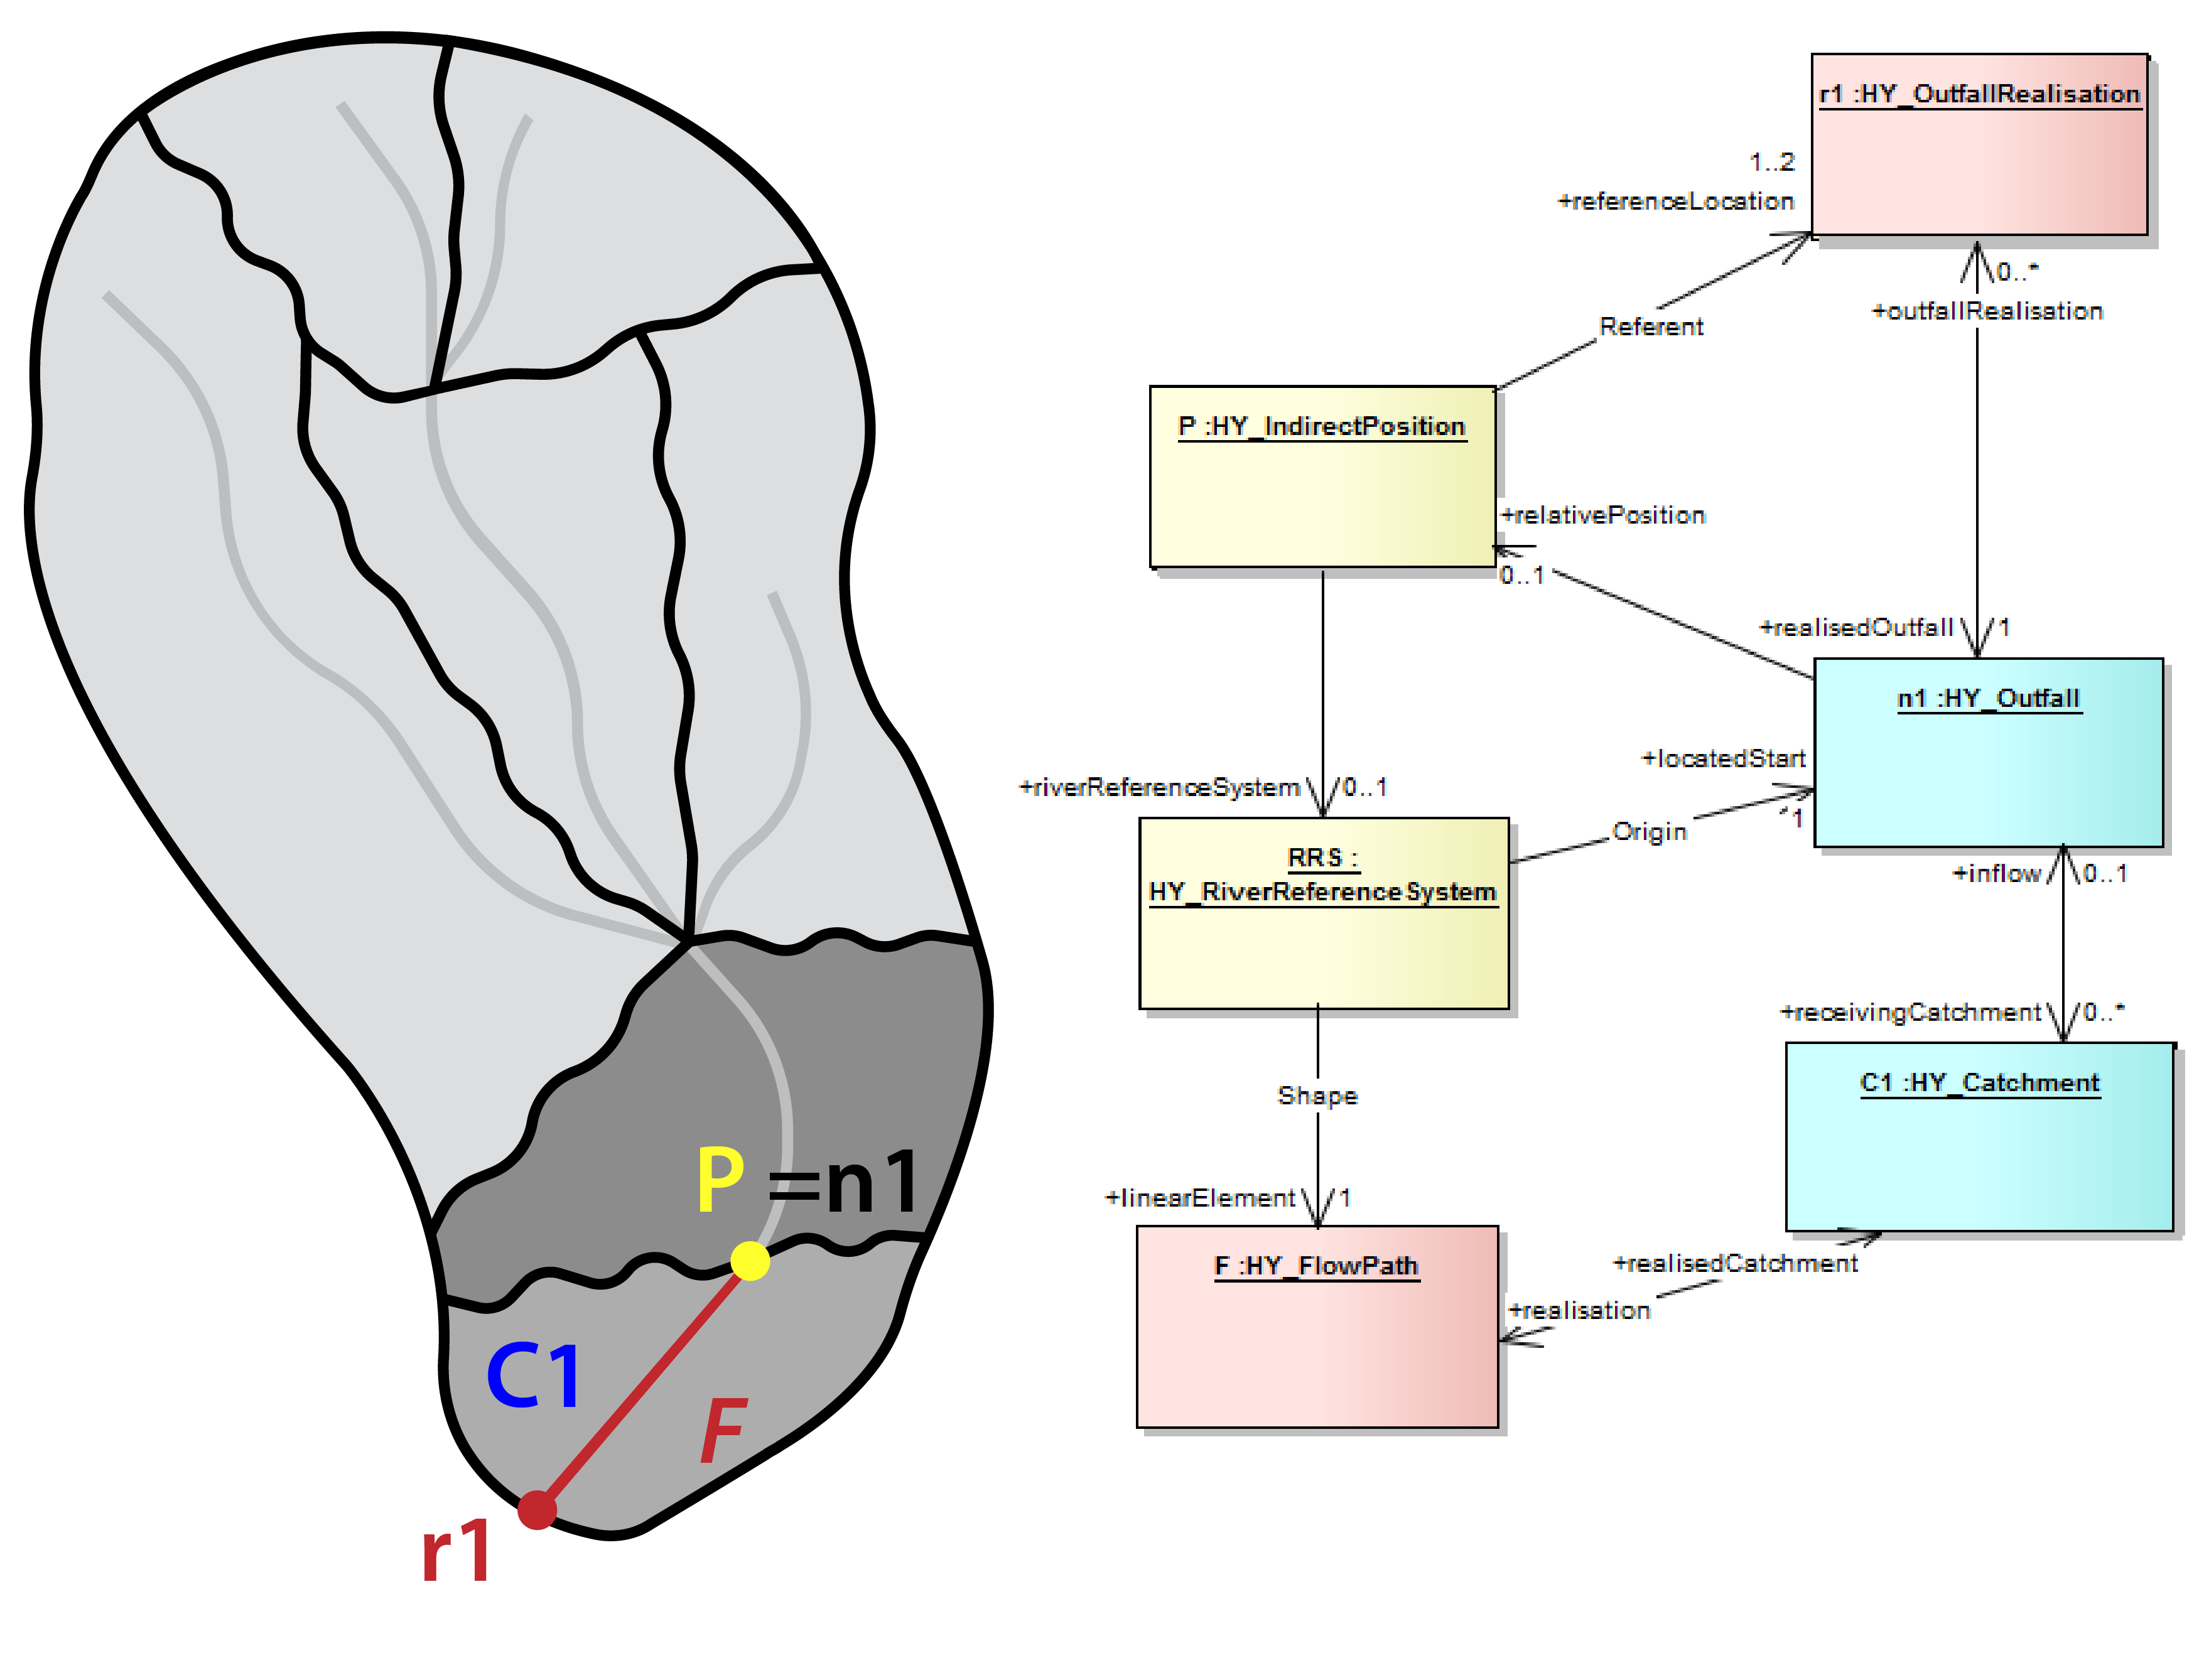 P =n1
C1
F
r1
r1 :HY_OutfallRealisation
1..2
+referenceLocation
0..*
+outfallRealisation
Referent
P :HY_IndirectPosition
+relativePosition
0..1
+realisedOutfall 1
n1 :HY_Outfall
+locatedStart
1
Origin
+riverReferenceSystem 0..1
RRS :
HY_RiverReferenceSystem
+inflow 0..1
+receivingCatchment 0..*
C1 :HY_Catchment
Shape
+linearElement 1
F :HY_FlowPath
+realisedCatchment
+realisation